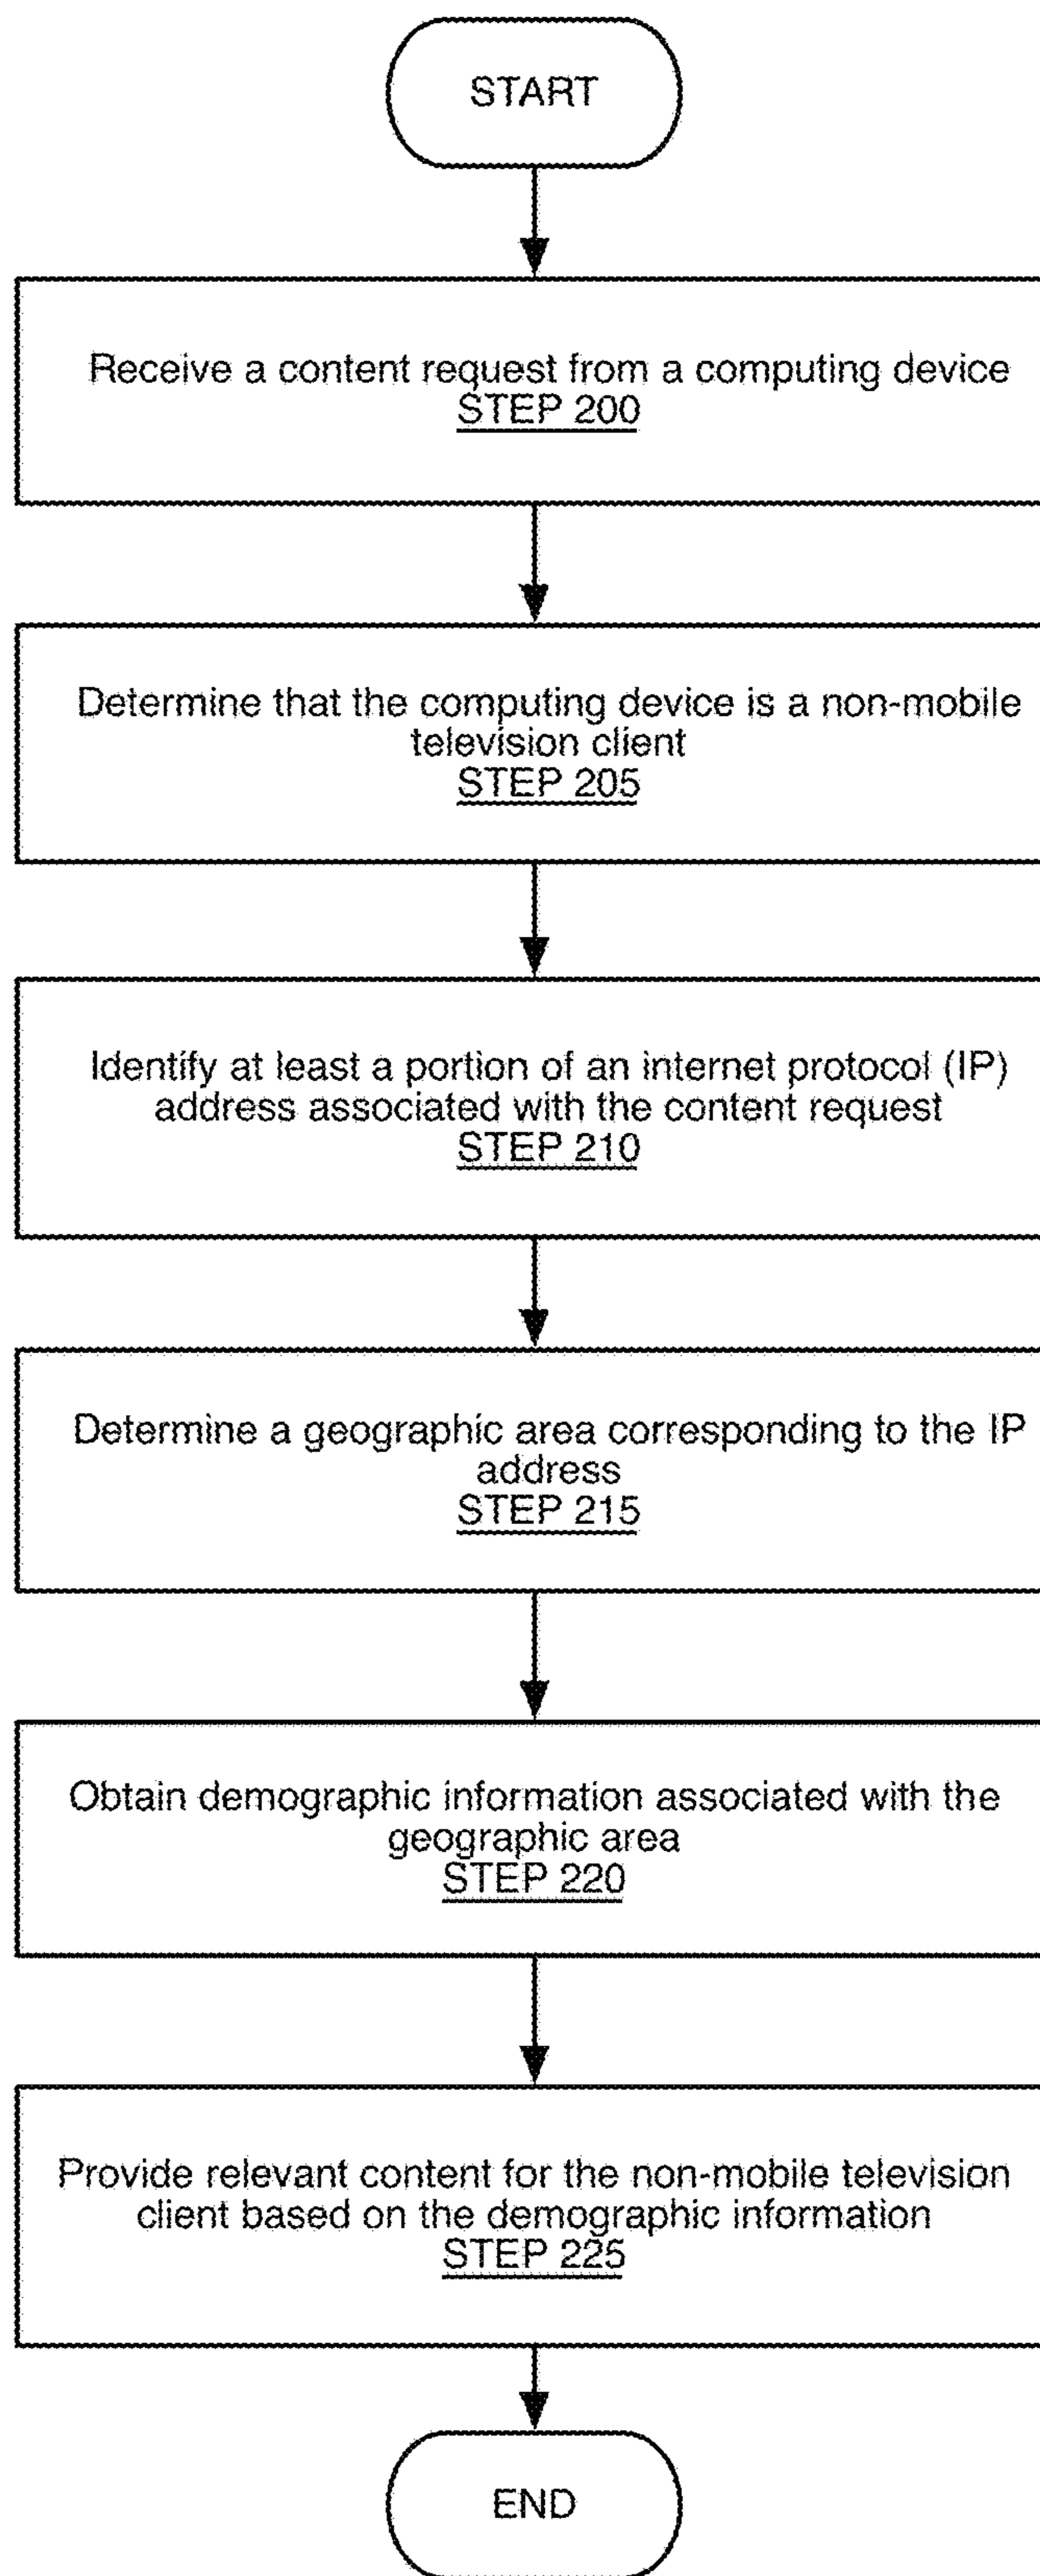 START
Receive a content request from a computing device
STEP 200
Determine that the computing device is a non-mobile
television client
STEP 205
Identify at least a portion of an internet protocol (IP)
address associated with the content request
STEP 210
Determine a geographic area corresponding to the IP
address
STEP 215
Obtain demographic information associated with the
geographic area
STEP 220
Provide relevant content for the non-mobile television
client based on the demographic information
STEP 225
END